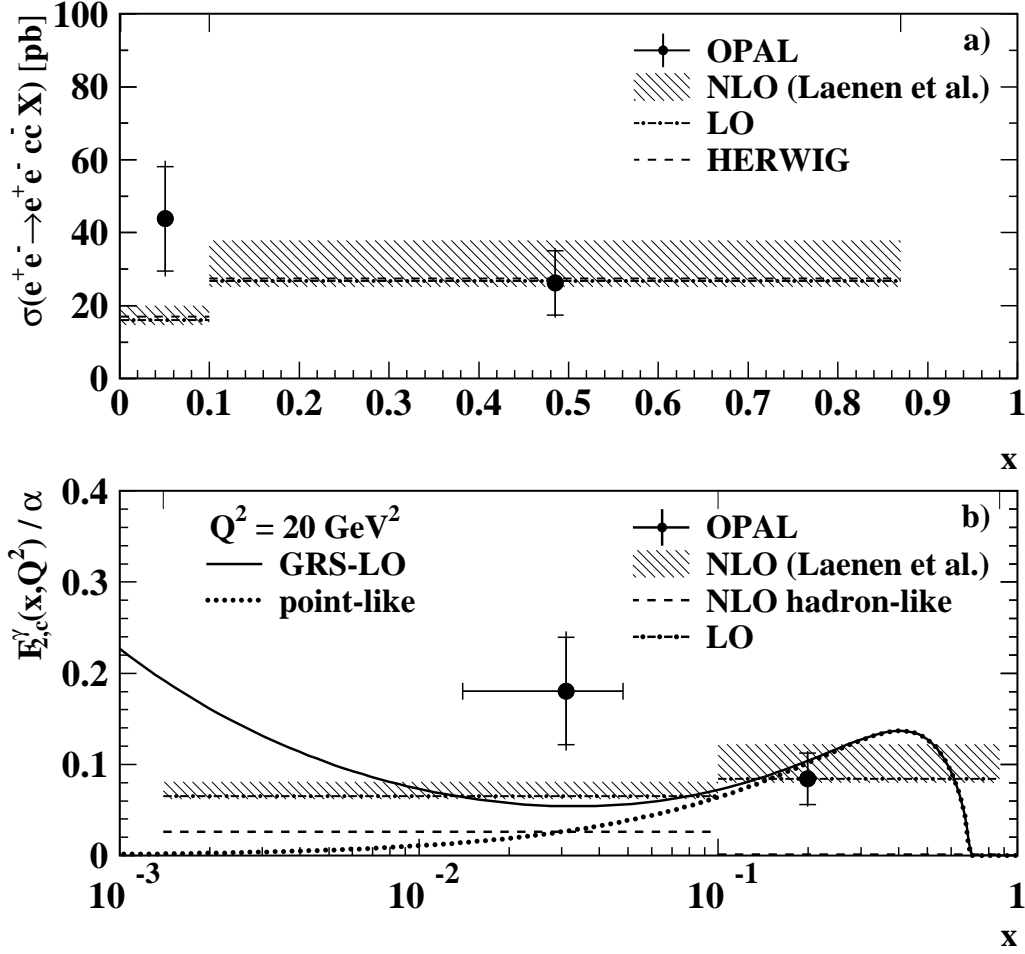 σ(e⁺e⁻→e⁺e⁻ cc̄ X) [pb]
100
80
60
40
20
0
a)
OPAL
NLO (Laenen et al.)
LO
HERWIG
0 0.1 0.2 0.3 0.4 0.5 0.6 0.7 0.8 0.9 1
x
F^γ_2,c(x,Q²) / α
0.4
0.3
0.2
0.1
0
Q² = 20 GeV²
GRS-LO
point-like
b)
OPAL
NLO (Laenen et al.)
NLO hadron-like
LO
10⁻³ 10⁻² 10⁻¹ 1
x